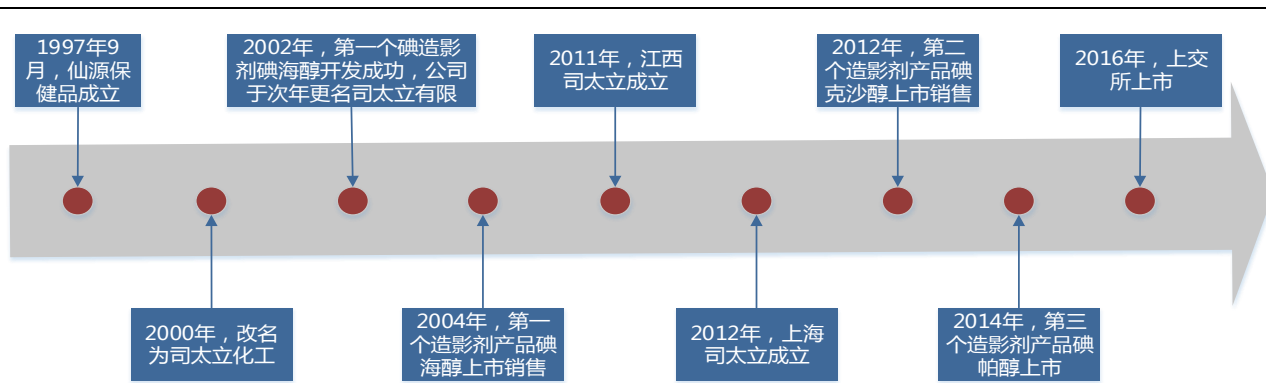 1997年9
月，仙源保
健品成立
2002年，第一个碘造影
剂碘海醇开发成功，公司
于次年更名司太立有限
2011年，江西
司太立成立
2012年，第二
个造影剂产品碘
克沙醇上市销售
2016年，上交
所上市
2000年，改名
为司太立化工
2004年，第一
个造影剂产品碘
海醇上市销售
2012年，上海
司太立成立
2014年，第三
个造影剂产品碘
帕醇上市